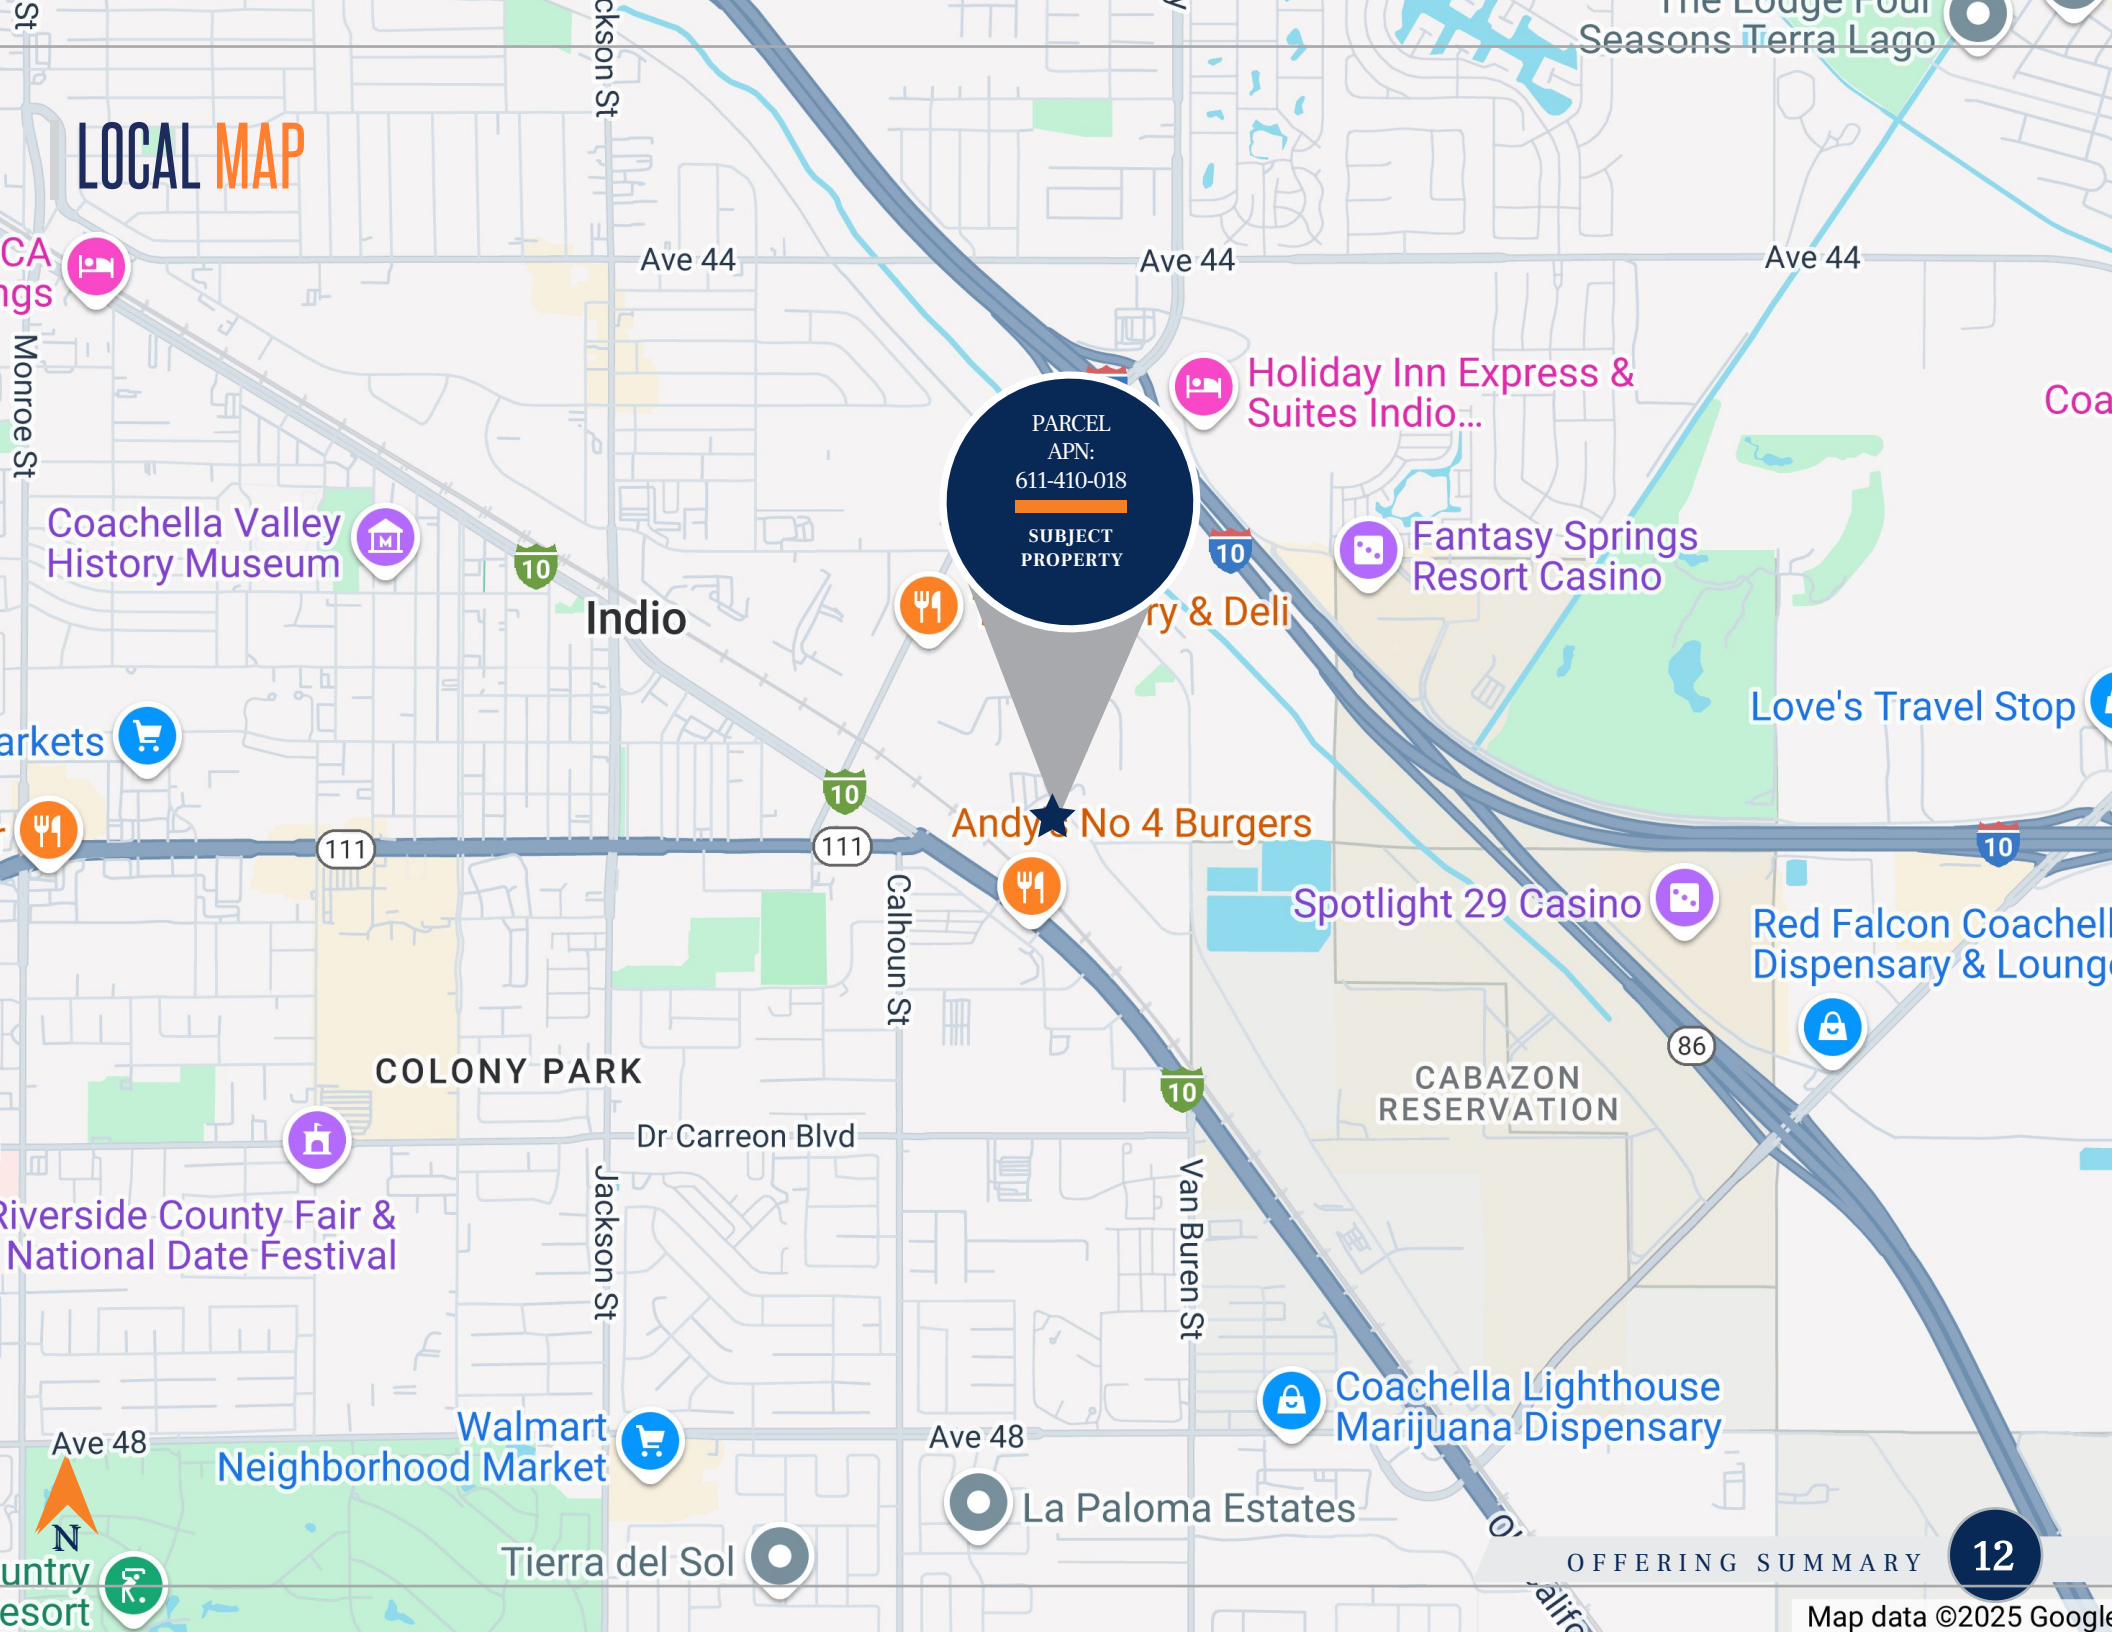 St
ckson St
Seasons Terra Lago
LOCAL MAP
Ave 44
Ave 44
Ave 44
CA
ngs
Monroe St
Holiday Inn Express &
Suites Indio...
Coa
PARCEL
APN:
611-410-018
SUBJECT
PROPERTY
Coachella Valley
History Museum
10
10
Fantasy Springs
Resort Casino
Indio
ry & Deli
Love's Travel Stop
arkets
10
Andy's No 4 Burgers
111
111
10
Calhoun St
Spotlight 29 Casino
Red Falcon Coachell
Dispensary & Lounge
86
COLONY PARK
CABAZON
RESERVATION
10
Dr Carreon Blvd
Jackson St
Van Buren St
Riverside County Fair &
National Date Festival
Walmart
Neighborhood Market
Coachella Lighthouse
Marijuana Dispensary
Ave 48
Ave 48
La Paloma Estates
N
Tierra del Sol
untry
esort
OFFERING SUMMARY
12
Map data ©2025 Google